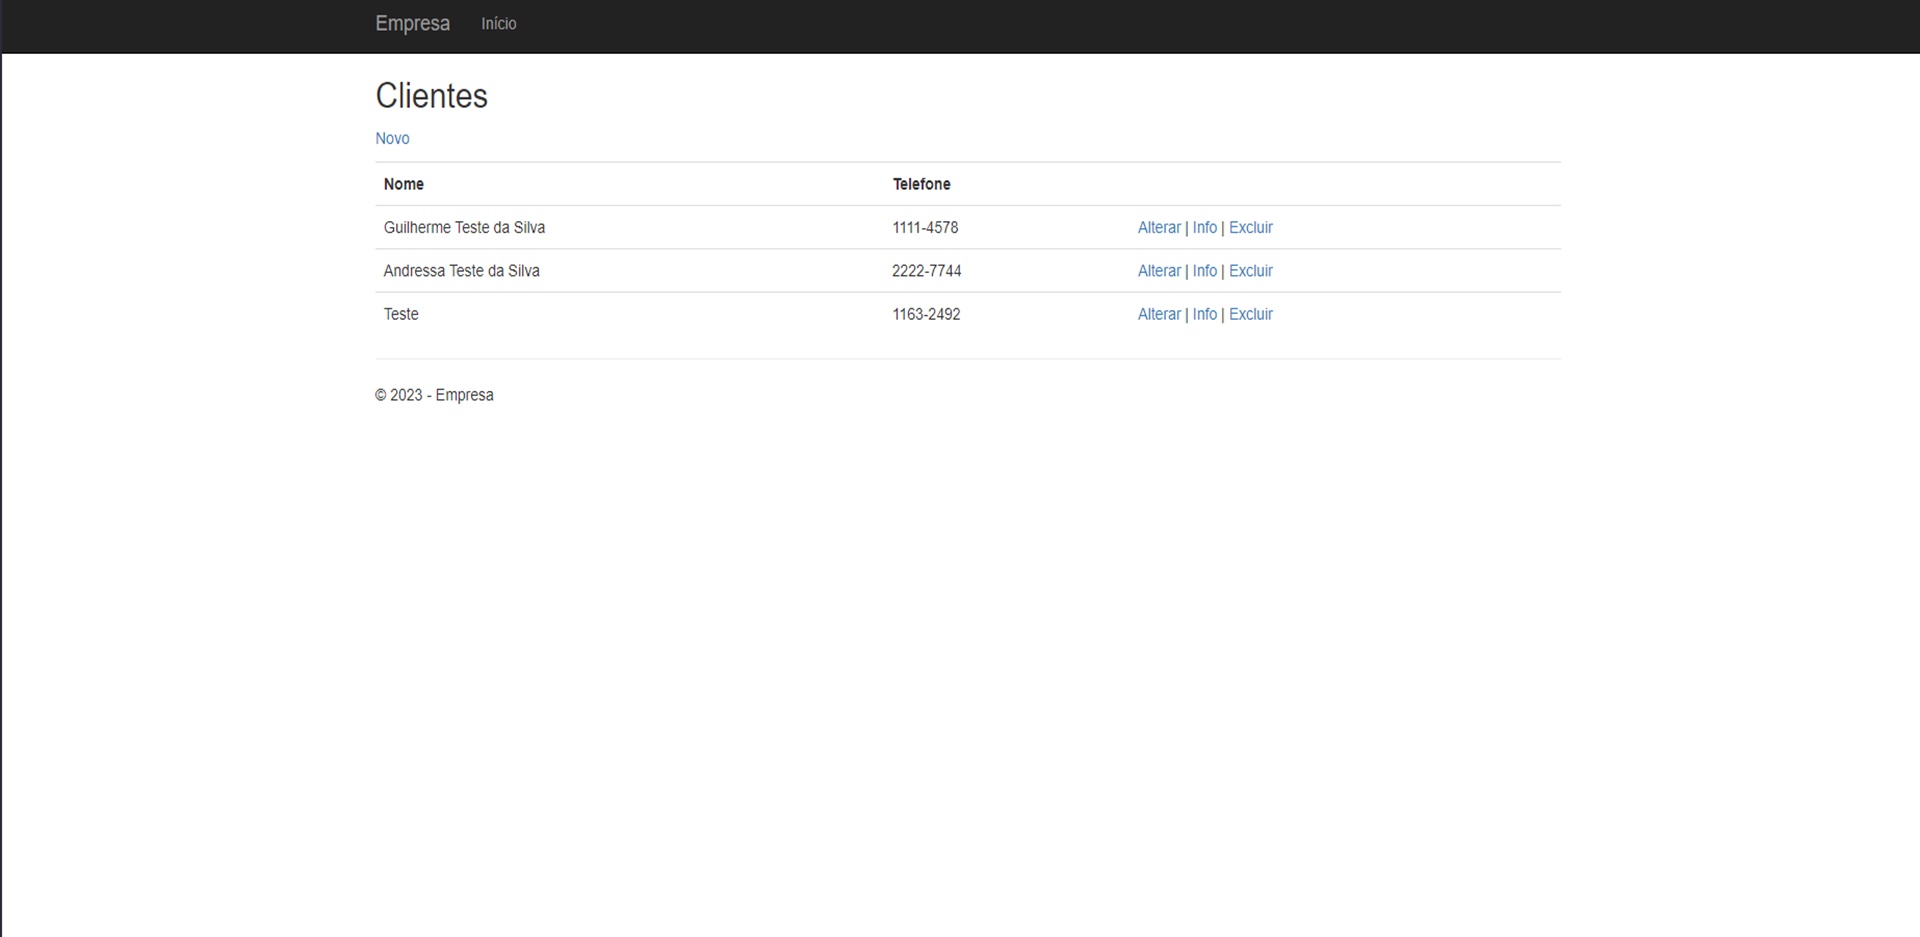 Empresa Início
Clientes
Novo
Nome Telefone
Guilherme Teste da Silva 1111-4578 Alterar | Info | Excluir
Andressa Teste da Silva 2222-7744 Alterar | Info | Excluir
Teste 1163-2492 Alterar | Info | Excluir
© 2023 - Empresa